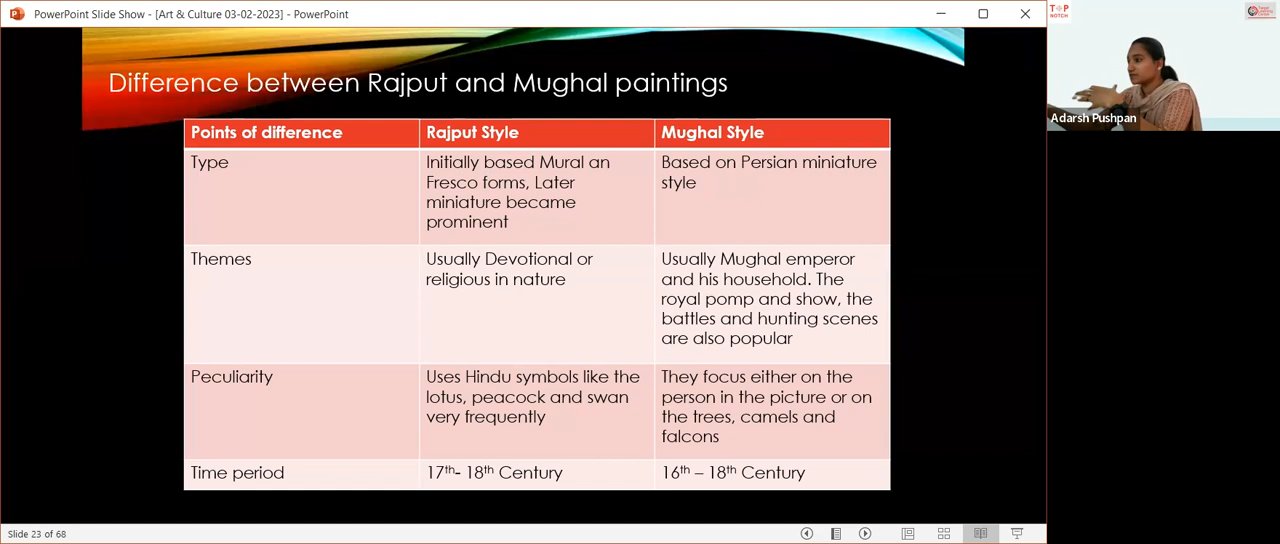 PowerPoint Slide Show - [Art & Culture 03-02-2023] - PowerPoint
T P
NOTCH
Adarsh Pushpan
Difference between Rajput and Mughal paintings
Points of difference
Rajput Style
Mughal Style
Type
Initially based Mural an
Fresco forms, Later
miniature became
prominent
Based on Persian miniature
style
Themes
Usually Devotional or
religious in nature
Usually Mughal emperor
and his household. The
royal pomp and show, the
battles and hunting scenes
are also popular
Peculiarity
Uses Hindu symbols like the
lotus, peacock and swan
very frequently
They focus either on the
person in the picture or on
the trees, camels and
falcons
Time period
17th- 18th Century
16th – 18th Century
Slide 23 of 68